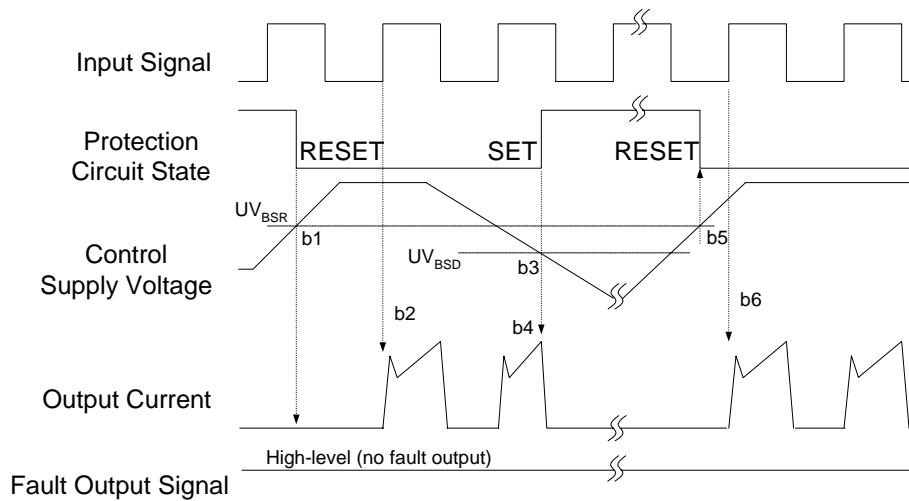 Input Signal
Protection
Circuit State
RESET
SET
RESET
UVBSR
b1
b5
Control
Supply Voltage
UVBSD
b3
b2
b4
b6
Output Current
High-level (no fault output)
Fault Output Signal